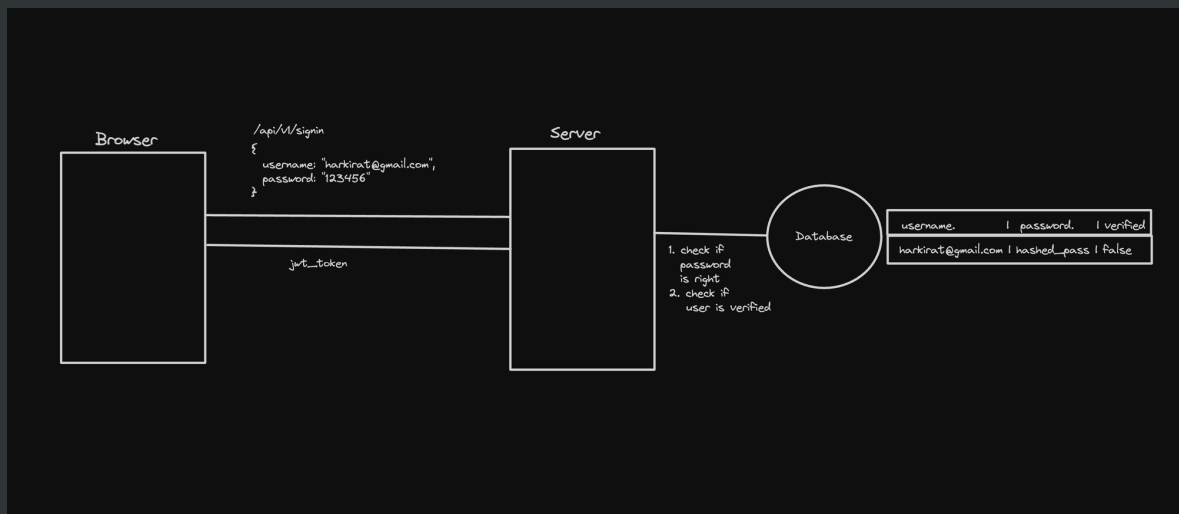 Browser
/api/v1/signin
{
username: "harkirat@gmail.com",
password: "123456"
}
jwt_token
Server
1. check if
password
is right
2. check if
user is verified
Database
username. | password. | verified
harkirat@gmail.com | hashed_pass | false